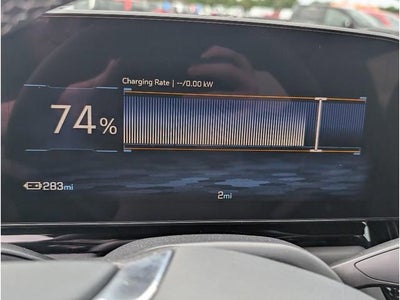 Charging Rate | --/0.00 kW
74%
283mi
2mi